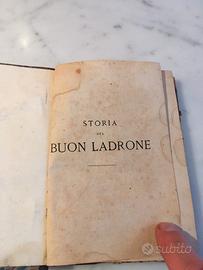 STORIA
DEL
BUON LADRONE
subito